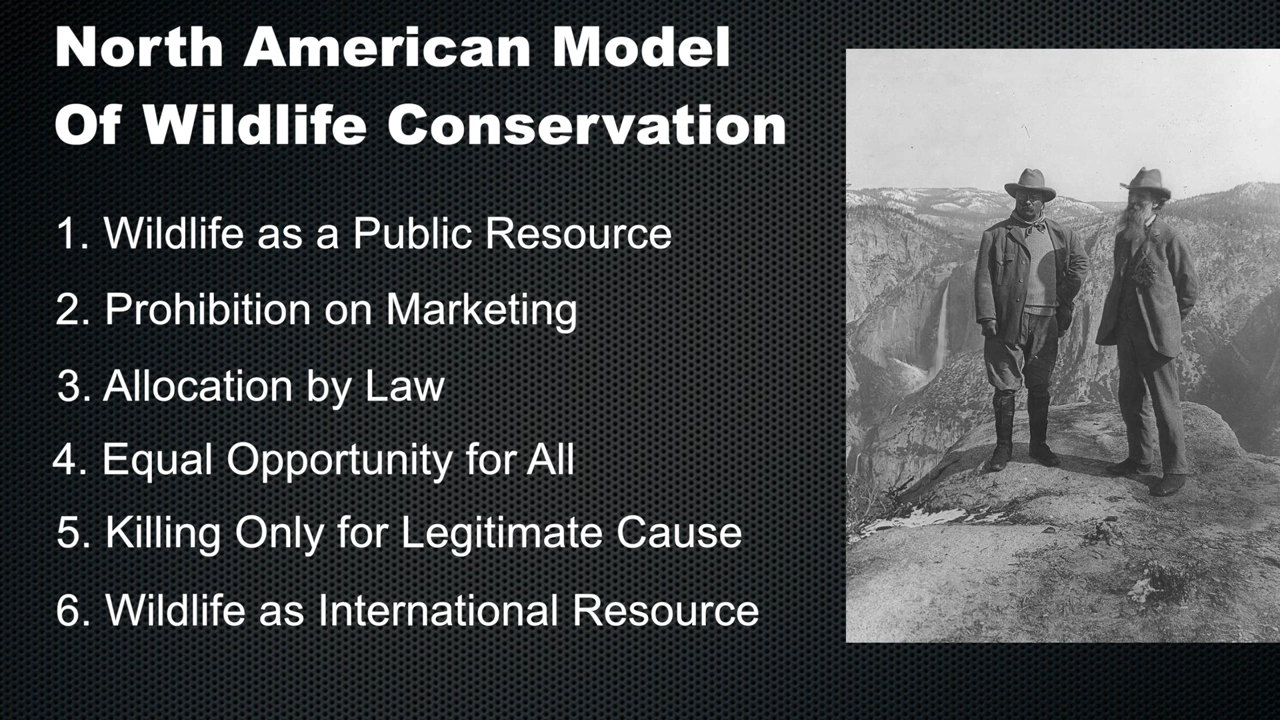 North American Model
Of Wildlife Conservation
1. Wildlife as a Public Resource
2. Prohibition on Marketing
3. Allocation by Law
4. Equal Opportunity for All
5. Killing Only for Legitimate Cause
6. Wildlife as International Resource